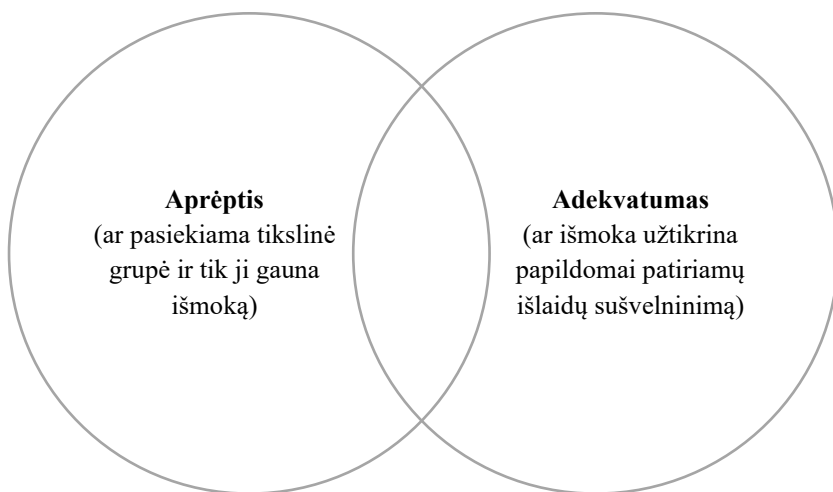 Aprėptis
(ar pasiekiama tikslinė
grupė ir tik ji gauna
išmoką)
Adekvatumas
(ar išmoka užtikrina
papildomai patiriamų
išlaidų sušvelninimą)